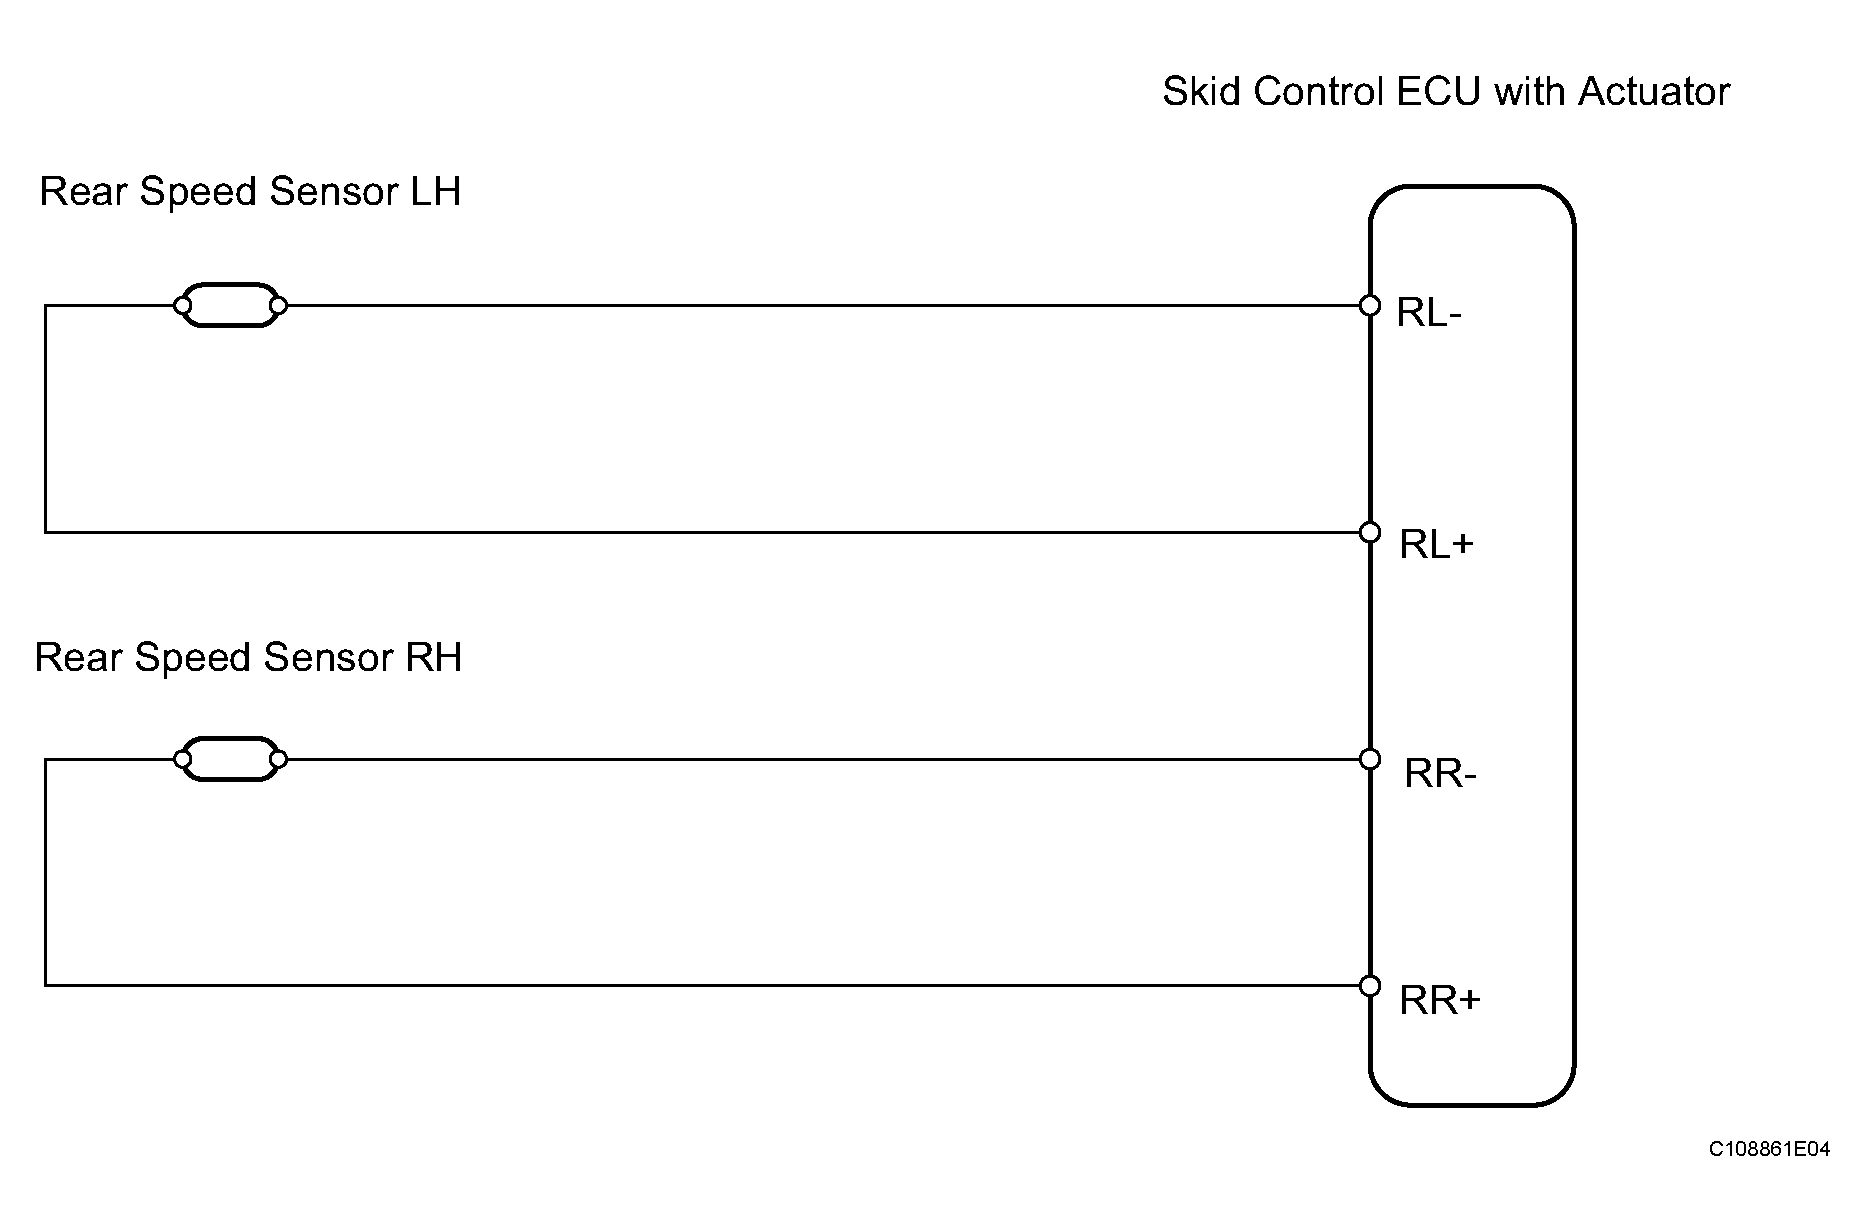 Skid Control ECU with Actuator
Rear Speed Sensor LH
RL-
RL+
Rear Speed Sensor RH
RR-
RR+
C108861E04